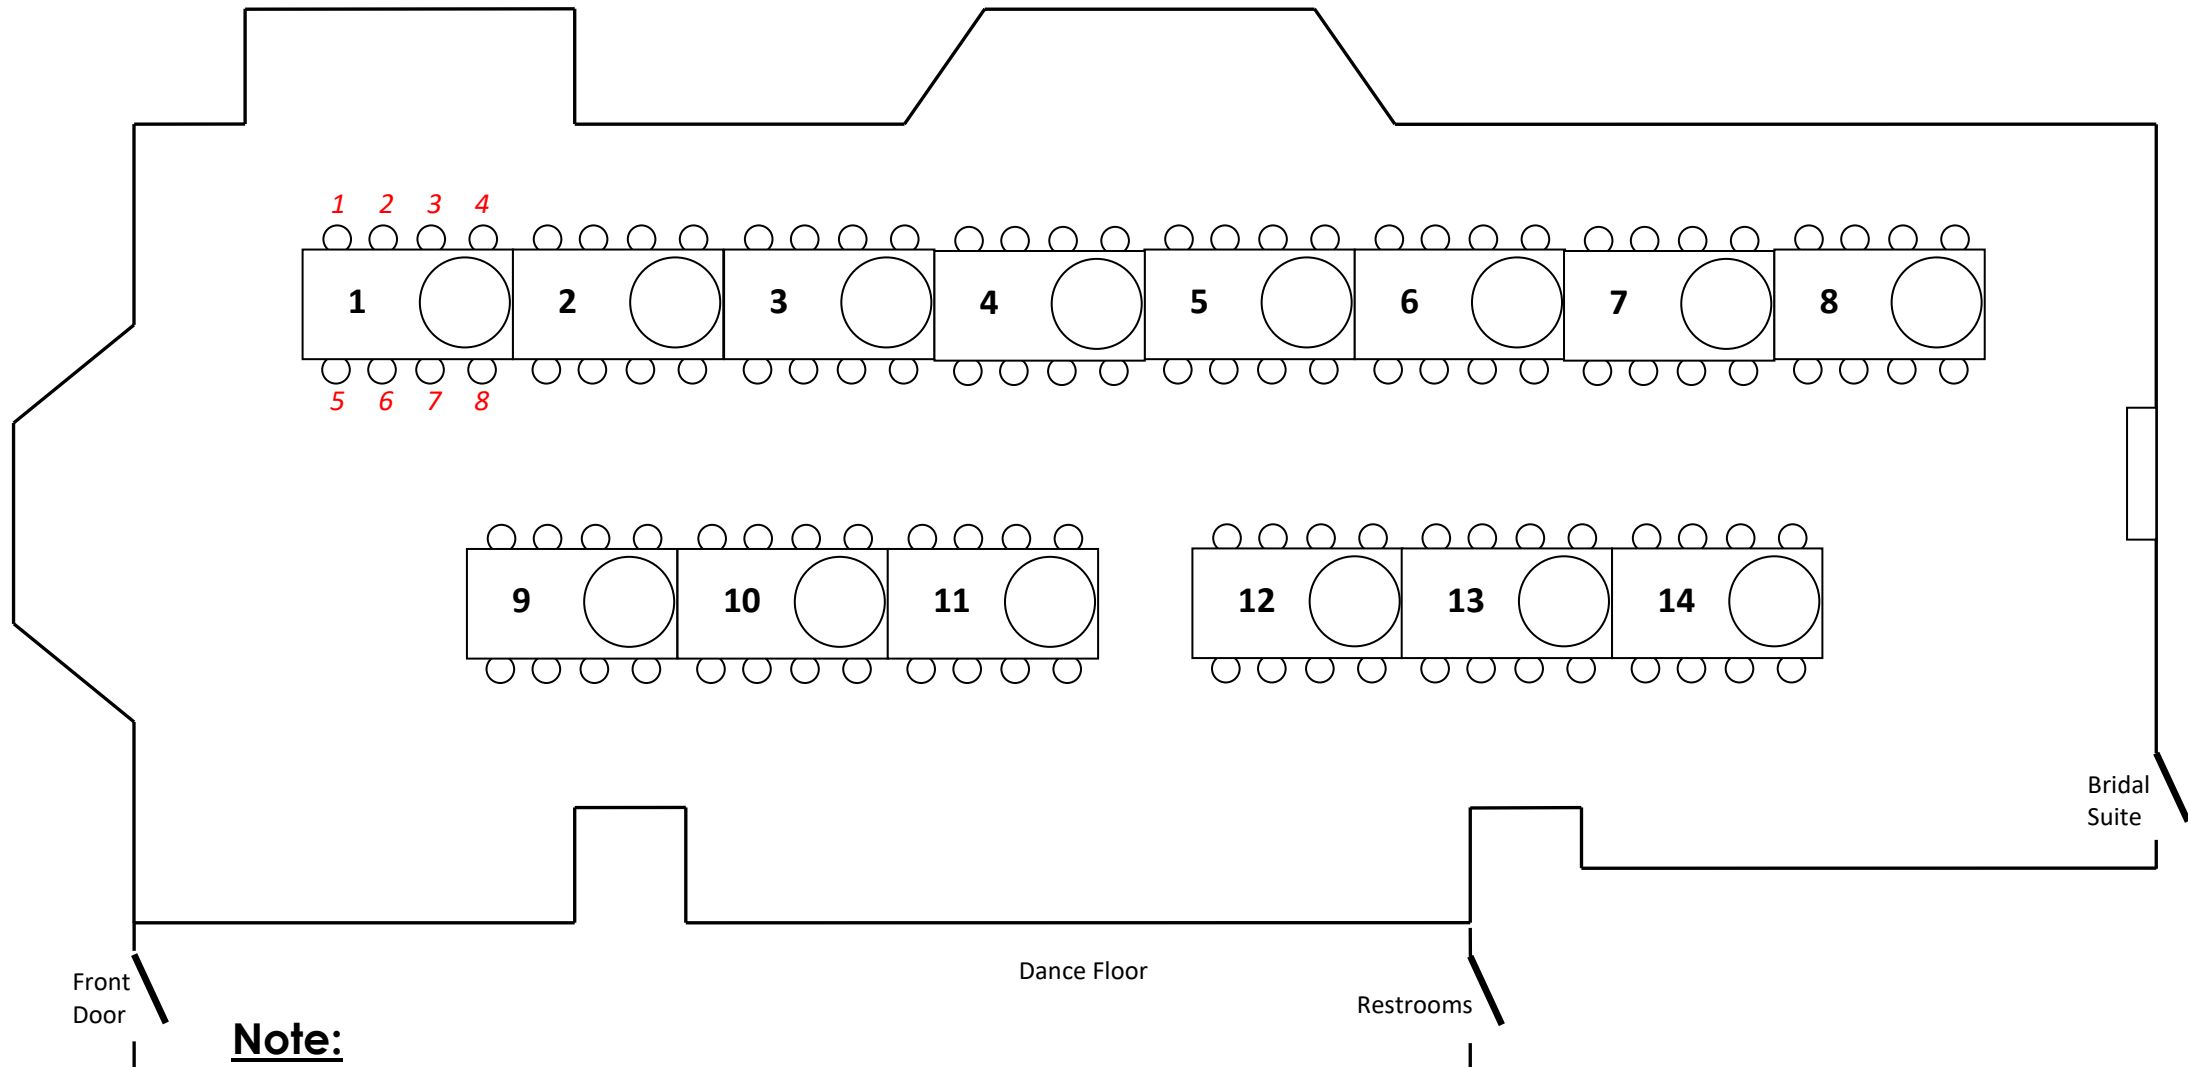 1 2 3 4
1 2 3 4 5 6 7 8
5 6 7 8
9 10 11 12 13 14
Bridal
Suite
Dance Floor
Front
Door
Restrooms
Note: